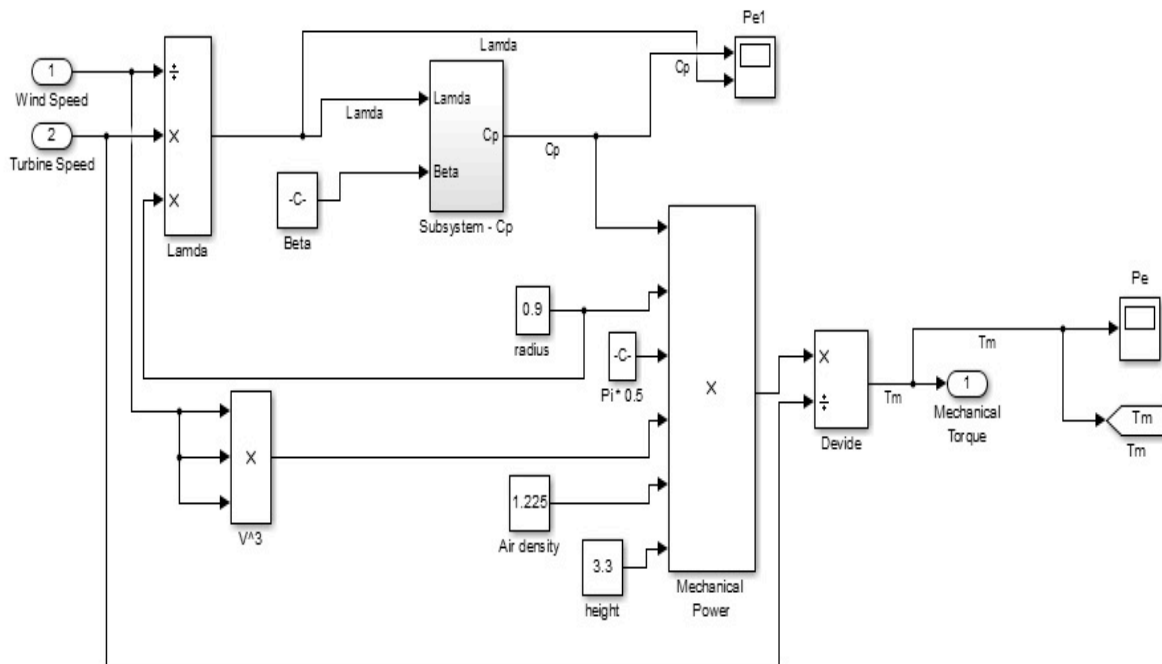 Pe1
Lamda
1
÷
Wind Speed
Lamda
Cp
Lamda
2
X
Cp
Cp
Turbine Speed
Beta
X
-C-
Subsystem - Cp
Lamda
Beta
0.9
Pe
radius
-C-
X
Tm
Pi* 0.5
X
1
÷
Tm
Mechanical
Torque
Tm
Devide
Tm
X
V^3
1.225
Air density
3.3
height
Mechanical
Power